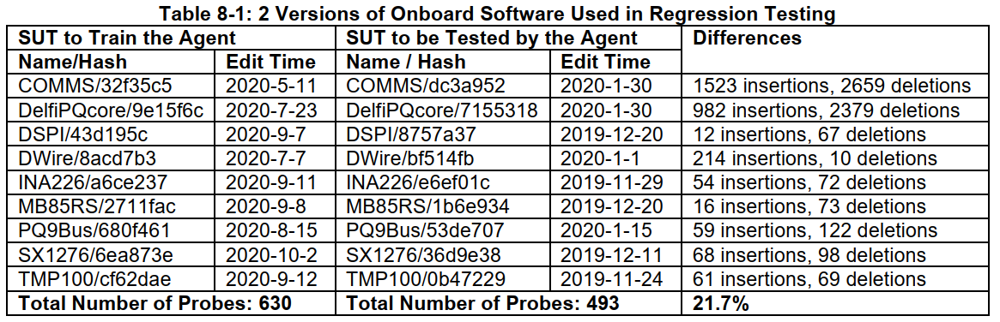 Table 8-1: 2 Versions of Onboard Software Used in Regression Testing
SUT to Train the Agent SUT to be Tested by the Agent Differences
Name/Hash Edit Time Name / Hash Edit Time
COMMS/32f35c5 2020-5-11 COMMS/dc3a952 2020-1-30 1523 insertions, 2659 deletions
DelfiPQcore/9e15f6c 2020-7-23 DelfiPQcore/7155318 2020-1-30 982 insertions, 2379 deletions
DSPI/43d195c 2020-9-7 DSPI/8757a37 2019-12-20 12 insertions, 67 deletions
DWire/8acd7b3 2020-7-7 DWire/bf514fb 2020-1-1 214 insertions, 10 deletions
INA226/a6ce237 2020-9-11 INA226/e6ef01c 2019-11-29 54 insertions, 72 deletions
MB85RS/2711fac 2020-9-8 MB85RS/1b6e934 2019-12-20 16 insertions, 73 deletions
PQ9Bus/680f461 2020-8-15 PQ9Bus/53de707 2020-1-15 59 insertions, 122 deletions
SX1276/6ea873e 2020-10-2 SX1276/36d9e38 2019-12-11 68 insertions, 98 deletions
TMP100/cf62dae 2020-9-12 TMP100/0b47229 2019-11-24 61 insertions, 69 deletions
Total Number of Probes: 630 Total Number of Probes: 493 21.7%